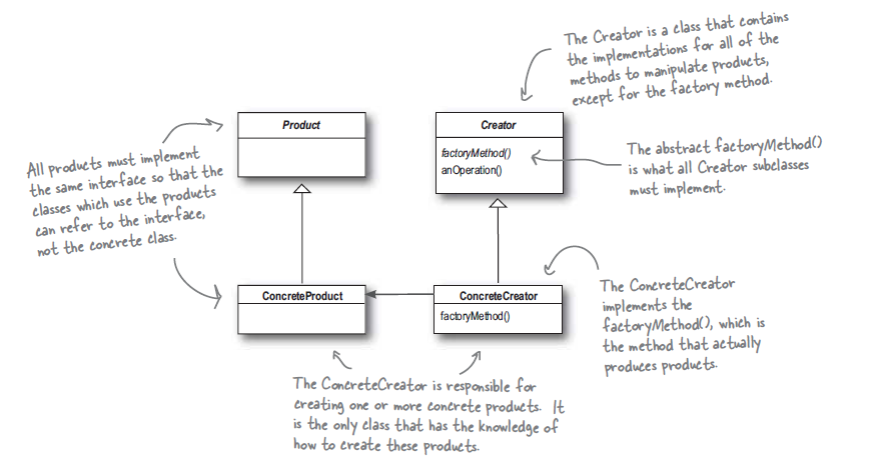 The Creator is a class that contains
the implementations for all of the
methods to manipulate products,
except for the factory method.
Product
Creator
factoryMethod()
anOperation()
The abstract factoryMethod()
is what all Creator subclasses
must implement.
All products must implement
the same interface so that the
classes which use the products
can refer to the interface,
not the concrete class.
ConcreteProduct
ConcreteCreator
factoryMethod()
The ConcreteCreator
implements the
factoryMethod(), which is
the method that actually
produces products.
The ConcreteCreator is responsible for
creating one or more concrete products. It
is the only class that has the knowledge of
how to create these products.